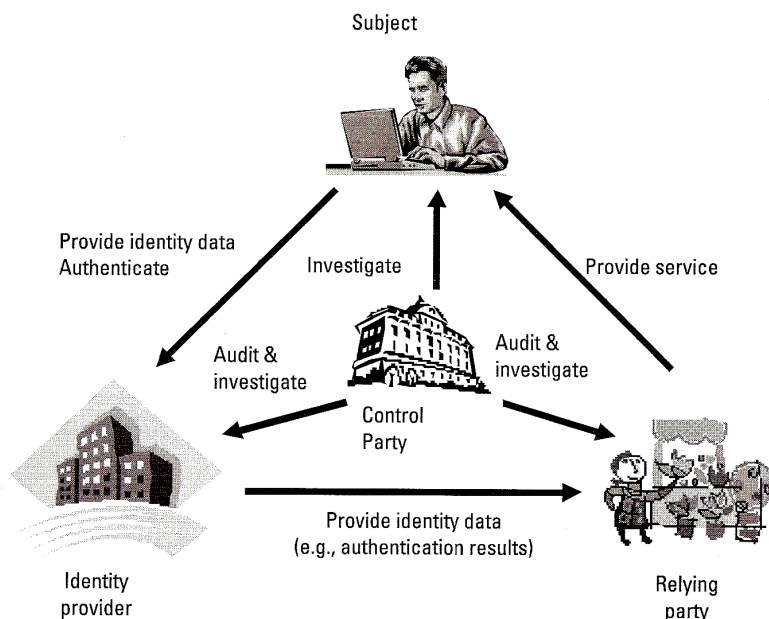 Subject
Provide identity data
Authenticate
Investigate
Provide service
Audit &
investigate
Audit &
investigate
Control
Party
Provide identity data
(e.g., authentication results)
Identity
provider
Relying
party